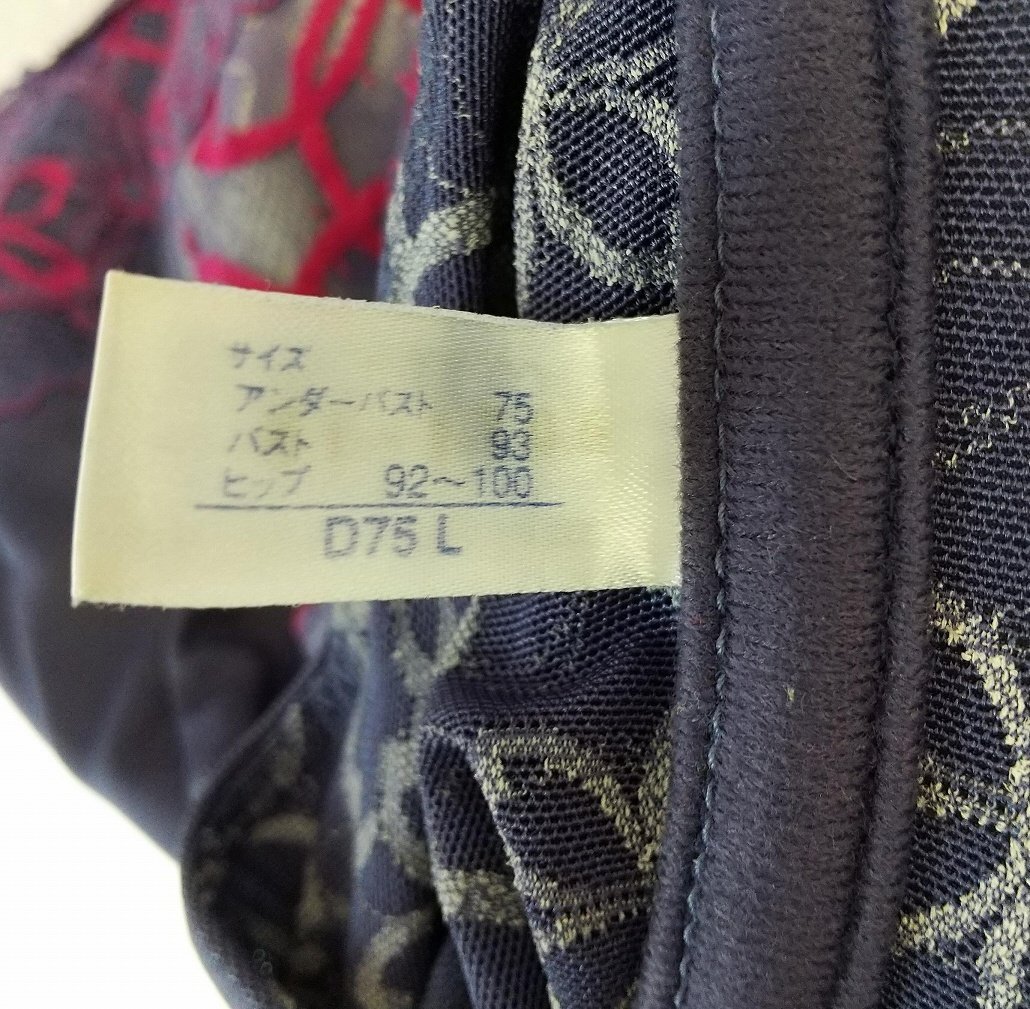 サイズ
アンダーバスト 75
バスト 93
ヒップ 92～100
D75 L